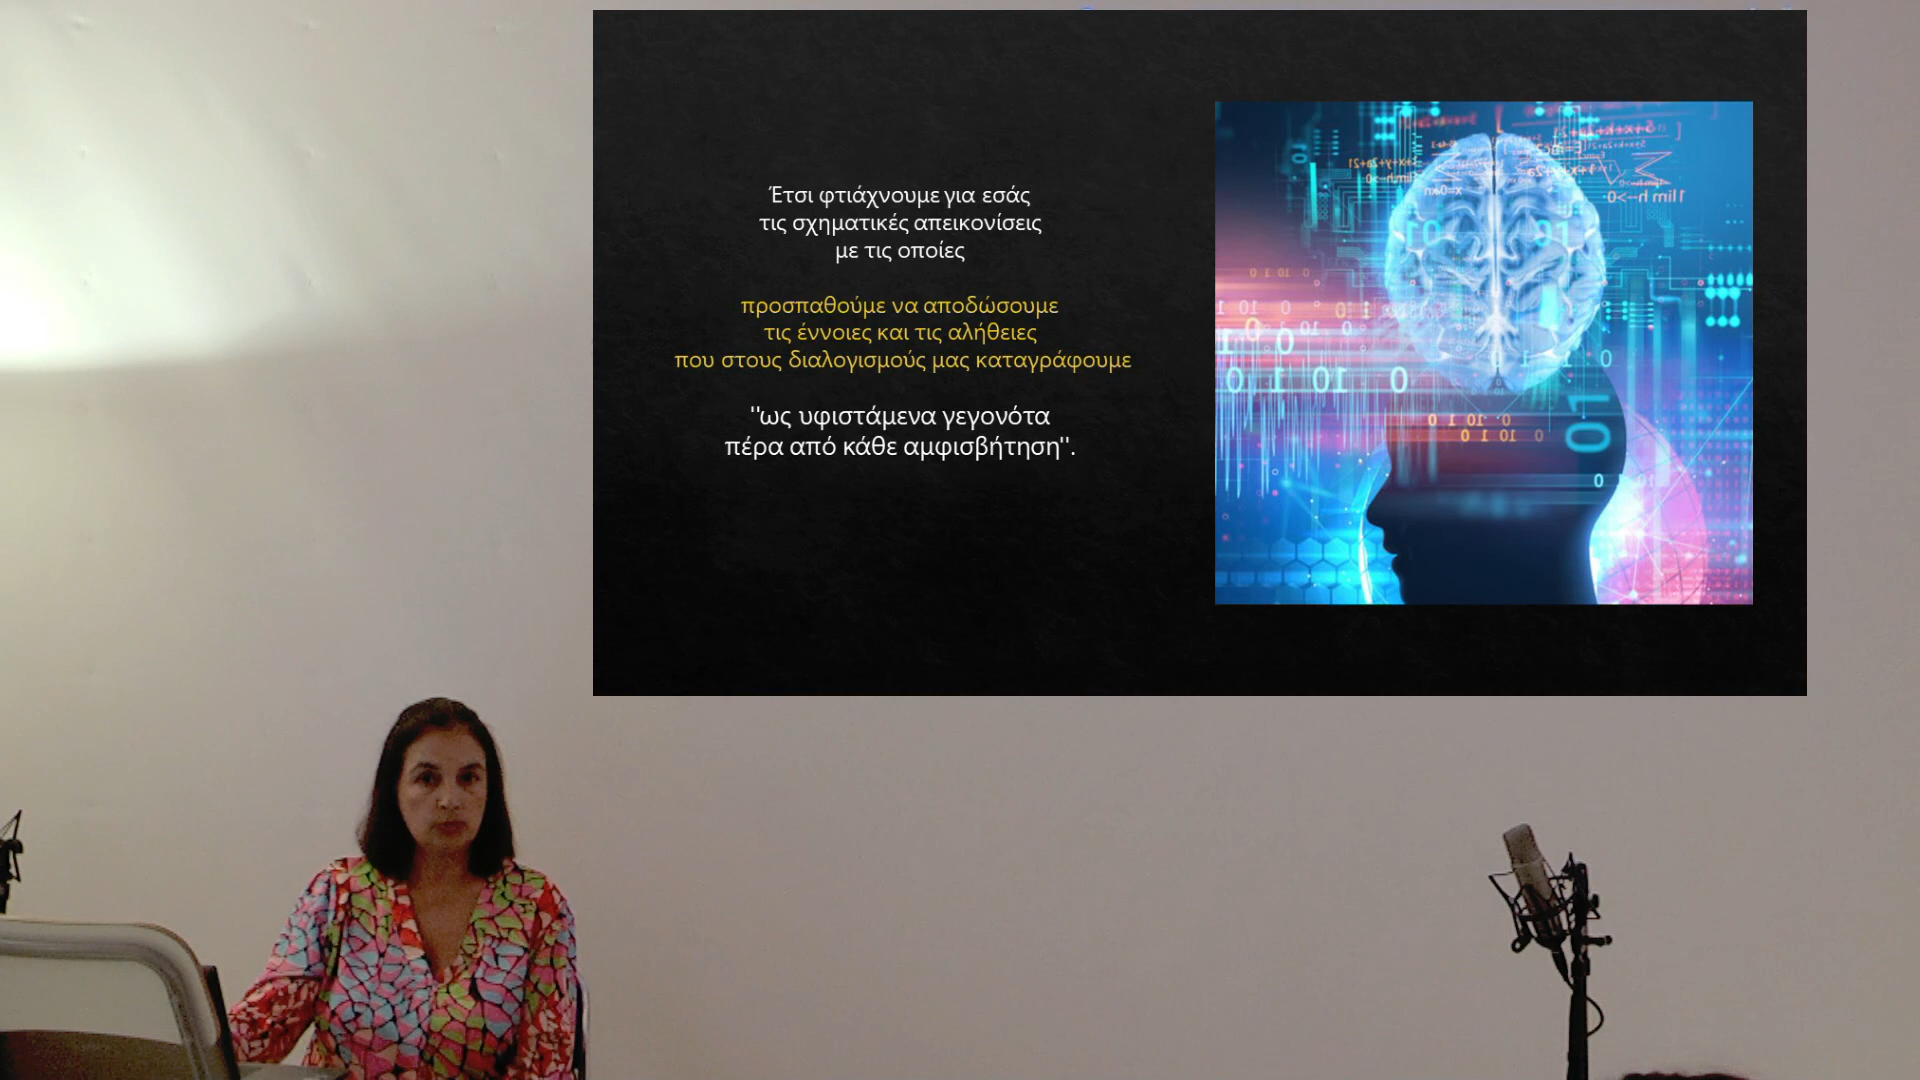 Έτσι φτιάχνουμε για εσάς
τις σχηματικές απεικονίσεις
με τις οποίες
προσπαθούμε να αποδώσουμε
τις έννοιες και τις αλήθειες
που στους διαλογισμούς μας καταγράφουμε
"ως υφιστάμενα γεγονότα
πέρα από κάθε αμφισβήτηση".